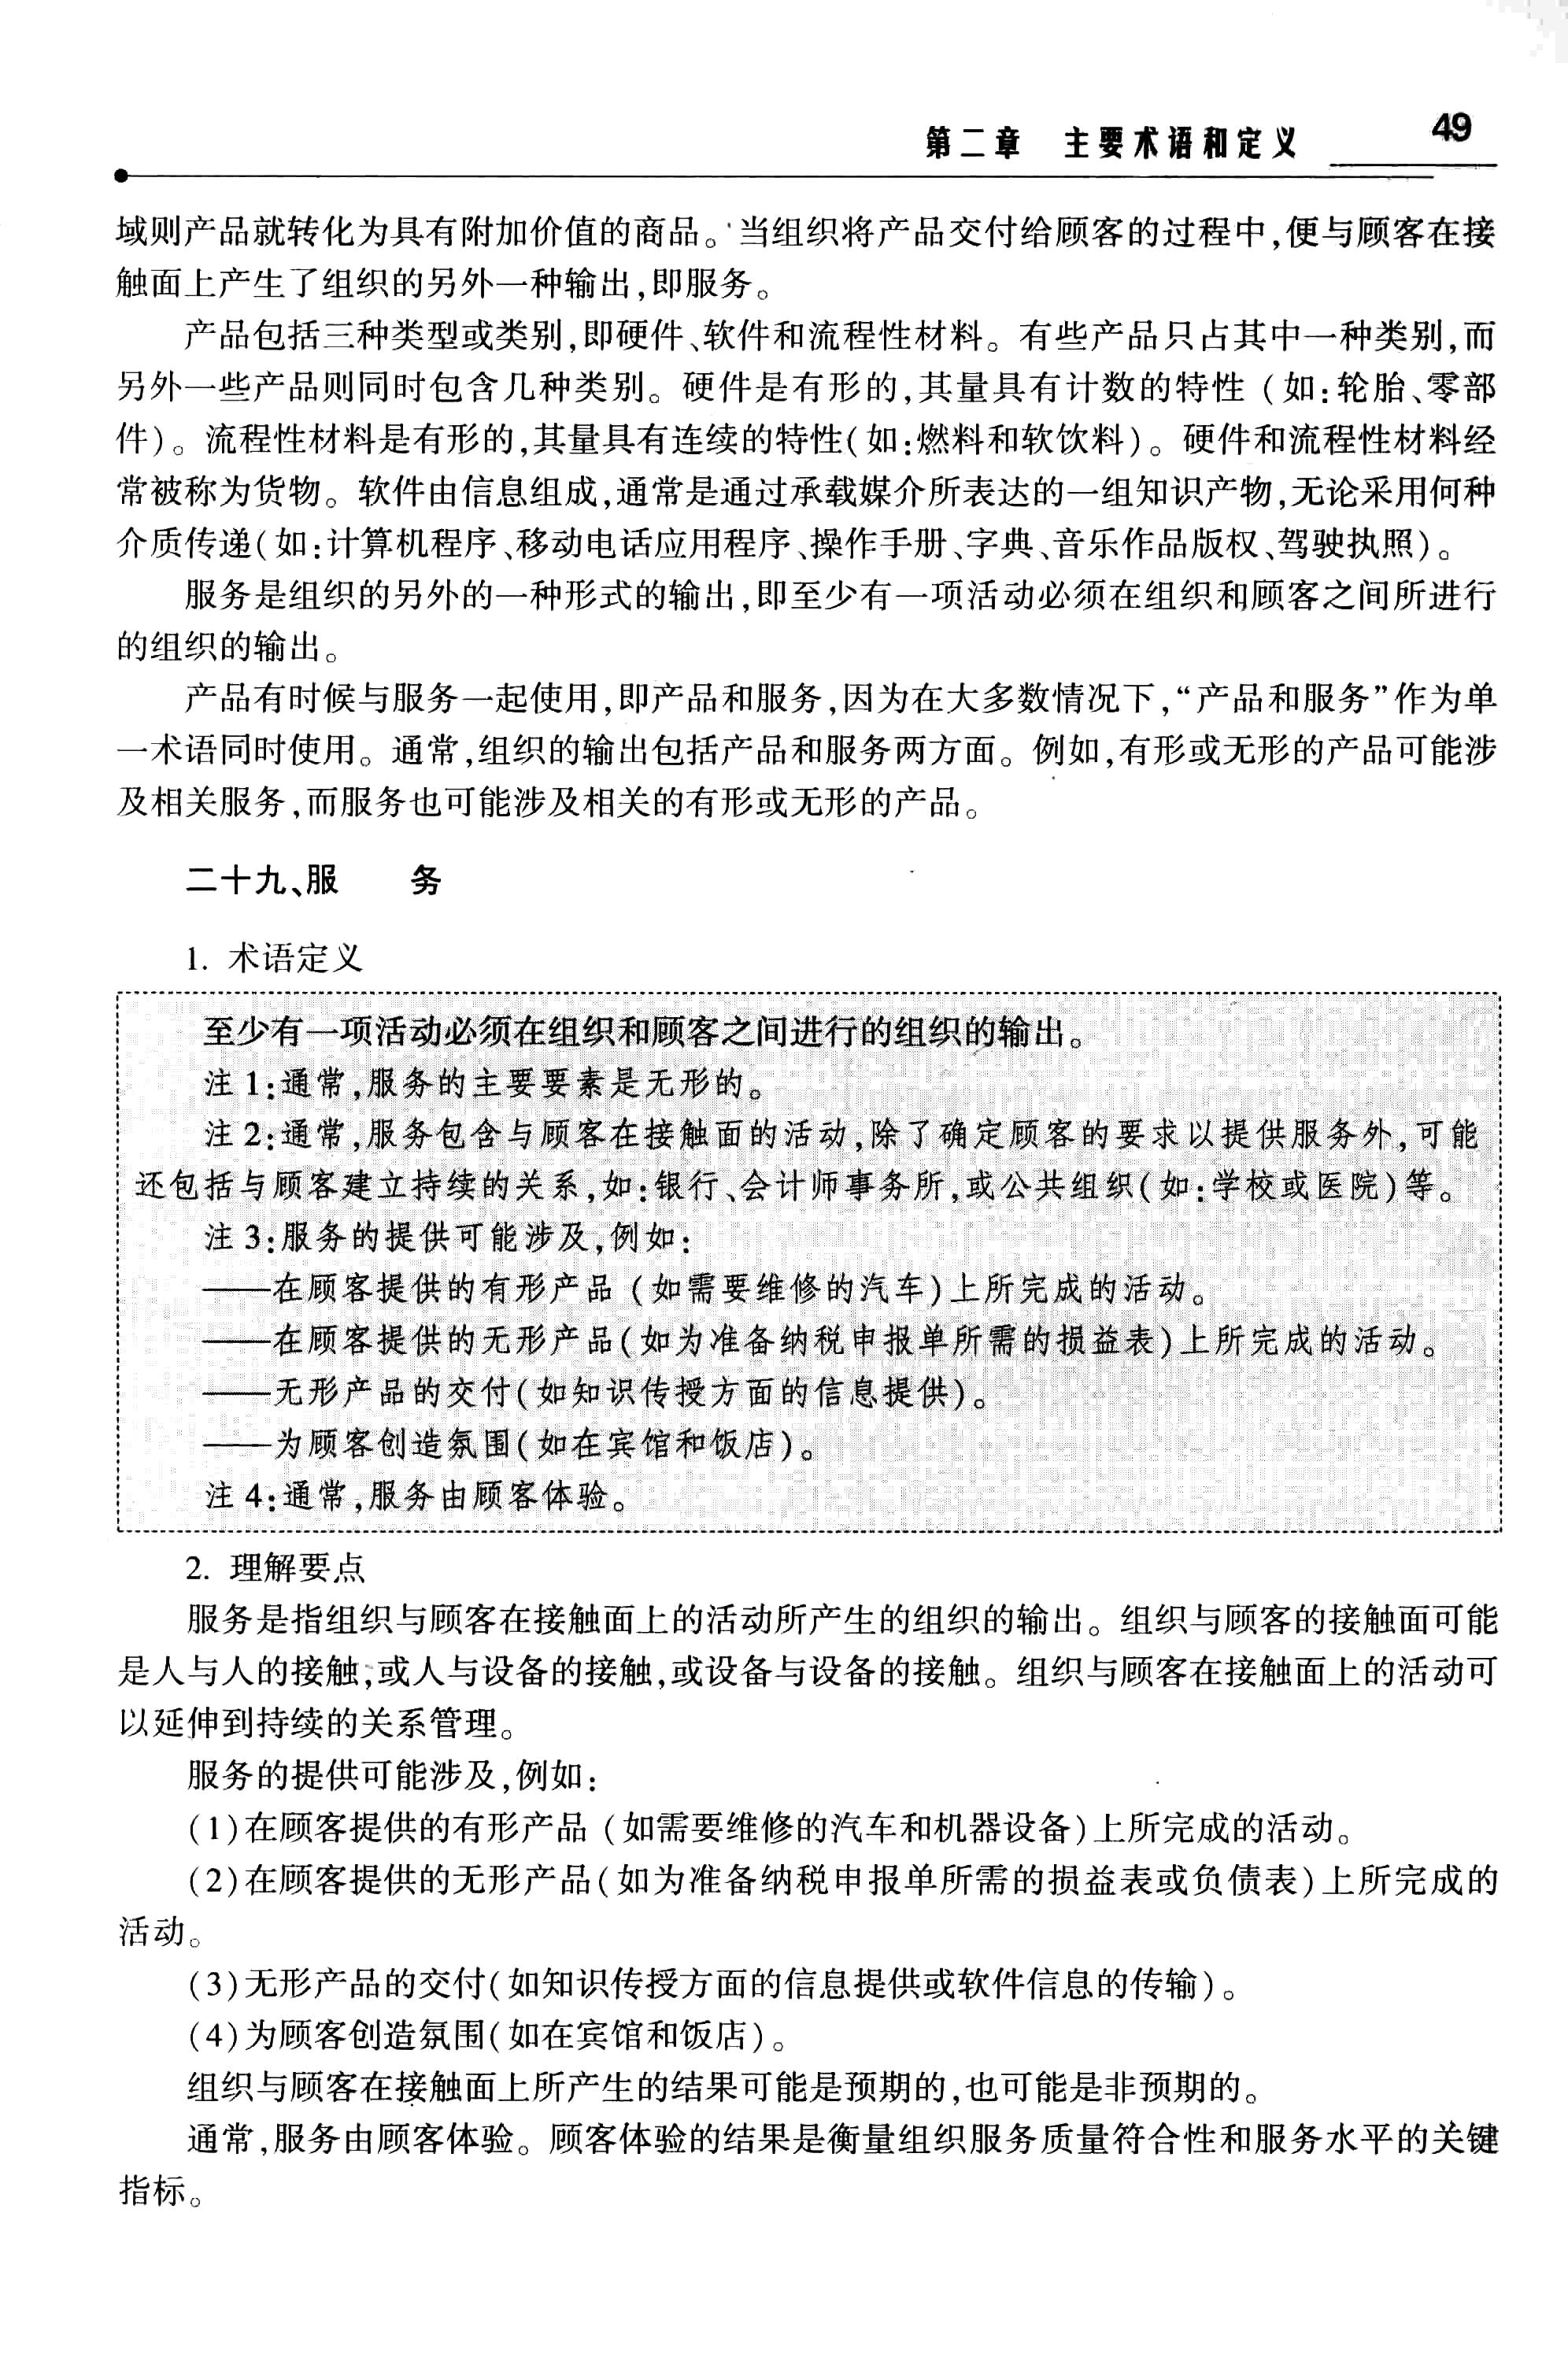 第二章 主要术语和定义 49
域则产品就转化为具有附加价值的商品。当组织将产品交付给顾客的过程中,便与顾客在接
触面上产生了组织的另外一种输出,即服务。
产品包括三种类型或类别,即硬件、软件和流程性材料。有些产品只占其中一种类别,而
另外一些产品则同时包含几种类别。硬件是有形的,其量具有计数的特性(如:轮胎、零部
件)。流程性材料是有形的,其量具有连续的特性(如:燃料和软饮料)。硬件和流程性材料经
常被称为货物。软件由信息组成,通常是通过承载媒介所表达的一组知识产物,无论采用何种
介质传递(如:计算机程序、移动电话应用程序、操作手册、字典、音乐作品版权、驾驶执照)。
服务是组织的另外的一种形式的输出,即至少有一项活动必须在组织和顾客之间所进行
的组织的输出。
产品有时候与服务一起使用,即产品和服务,因为在大多数情况下,“产品和服务”作为单
一术语同时使用。通常,组织的输出包括产品和服务两方面。例如,有形或无形的产品可能涉
及相关服务,而服务也可能涉及相关的有形或无形的产品。
二十九、服 务
1. 术语定义
至少有一项活动必须在组织和顾客之间进行的组织的输出。
注 1:通常,服务的主要要素是无形的。
注 2:通常,服务包含与顾客在接触面的活动,除了确定顾客的要求以提供服务外,可能
还包括与顾客建立持续的关系,如:银行、会计师事务所,或公共组织(如:学校或医院)等。
注 3:服务的提供可能涉及,例如:
——在顾客提供的有形产品(如需要维修的汽车)上所完成的活动。
——在顾客提供的无形产品(如为准备纳税申报单所需的损益表)上所完成的活动。
——无形产品的交付(如知识传授方面的信息提供)。
——为顾客创造氛围(如在宾馆和饭店)。
注 4:通常,服务由顾客体验。
2. 理解要点
服务是指组织与顾客在接触面上的活动所产生的组织的输出。组织与顾客的接触面可能
是人与人的接触,或人与设备的接触,或设备与设备的接触。组织与顾客在接触面上的活动可
以延伸到持续的关系管理。
服务的提供可能涉及,例如:
(1)在顾客提供的有形产品(如需要维修的汽车和机器设备)上所完成的活动。
(2)在顾客提供的无形产品(如为准备纳税申报单所需的损益表或负债表)上所完成的
活动。
(3)无形产品的交付(如知识传授方面的信息提供或软件信息的传输)。
(4)为顾客创造氛围(如在宾馆和饭店)。
组织与顾客在接触面上所产生的结果可能是预期的,也可能是非预期的。
通常,服务由顾客体验。顾客体验的结果是衡量组织服务质量符合性和服务水平的关键
指标。